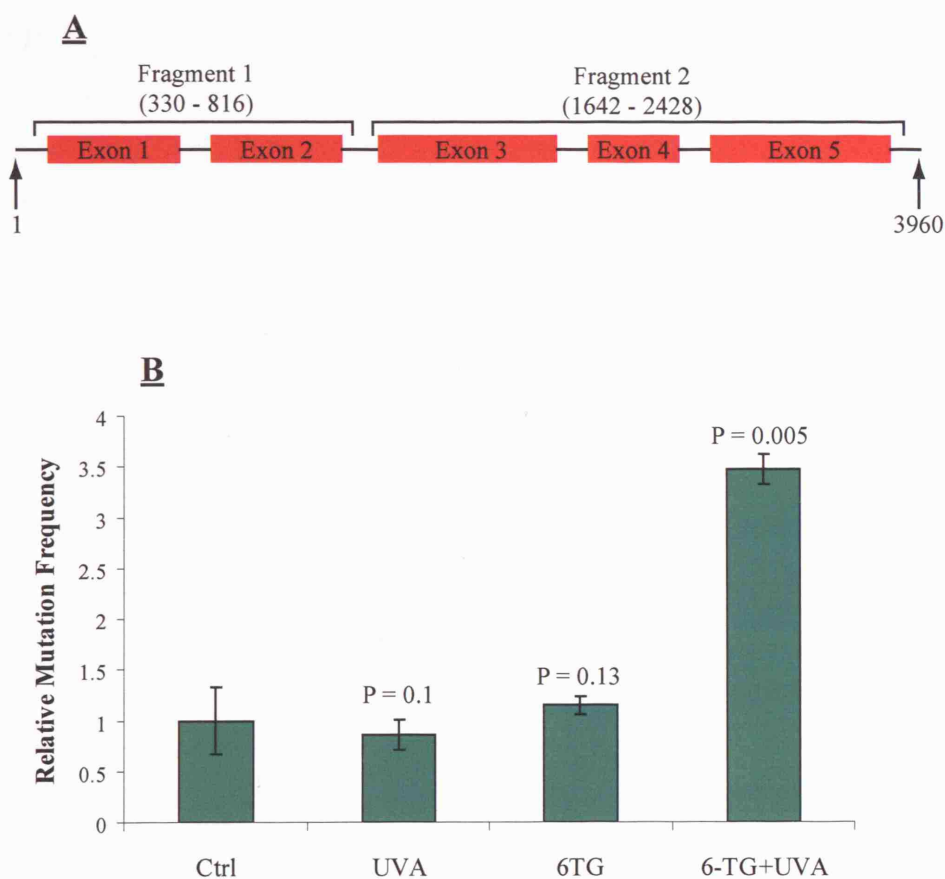 A
Fragment 1
(330 - 816)
Fragment 2
(1642 - 2428)
Exon 1
Exon 2
Exon 3
Exon 4
Exon 5
1
3960
B
Relative Mutation Frequency
4
3.5
3
2.5
2
1.5
1
0.5
0
P = 0.1
P = 0.13
P = 0.005
Ctrl
UVA
6TG
6-TG+UVA